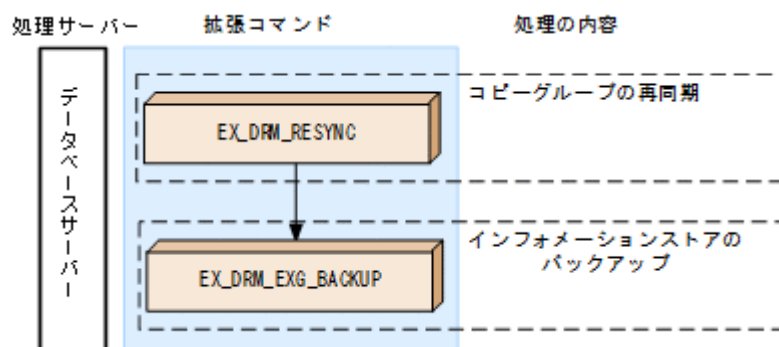 処理サーバー
拡張コマンド
処理の内容
データベースサーバー
コピーグループの再同期
EX_DRM_RESYNC
インフォメーションストアの
バックアップ
EX_DRM_EXG_BACKUP